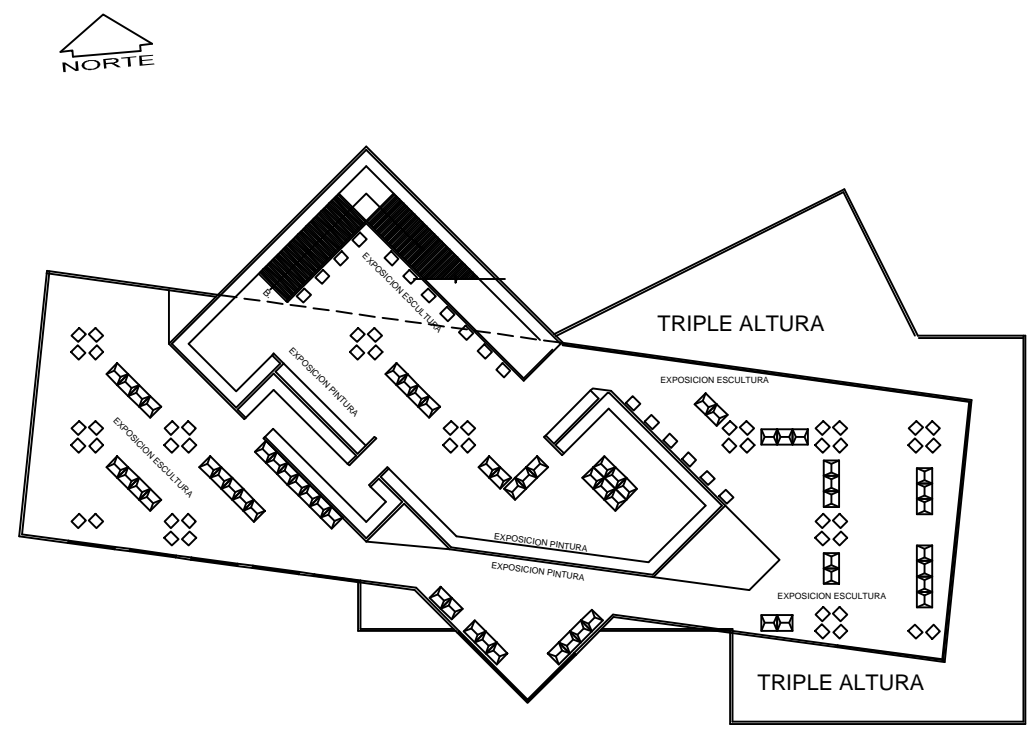 NORTE
EXPOSICION ESCULTURA
B.
TRIPLE ALTURA
EXPOSICION PINTURA
EXPOSICION ESCULTURA
EXPOSICION ESCULTURA
EXPOSICION PINTURA
EXPOSICION PINTURA
EXPOSICION ESCULTURA
TRIPLE ALTURA